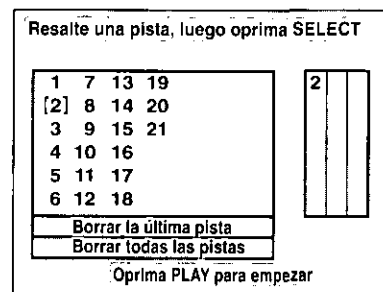 Resalte una pista, luego oprima SELECT
1 7 13 19 2
[2] 8 14 20
3 9 15 21
4 10 16
5 11 17
6 12 18
Borrar la última pista
Borrar todas las pistas
Oprima PLAY para empezar